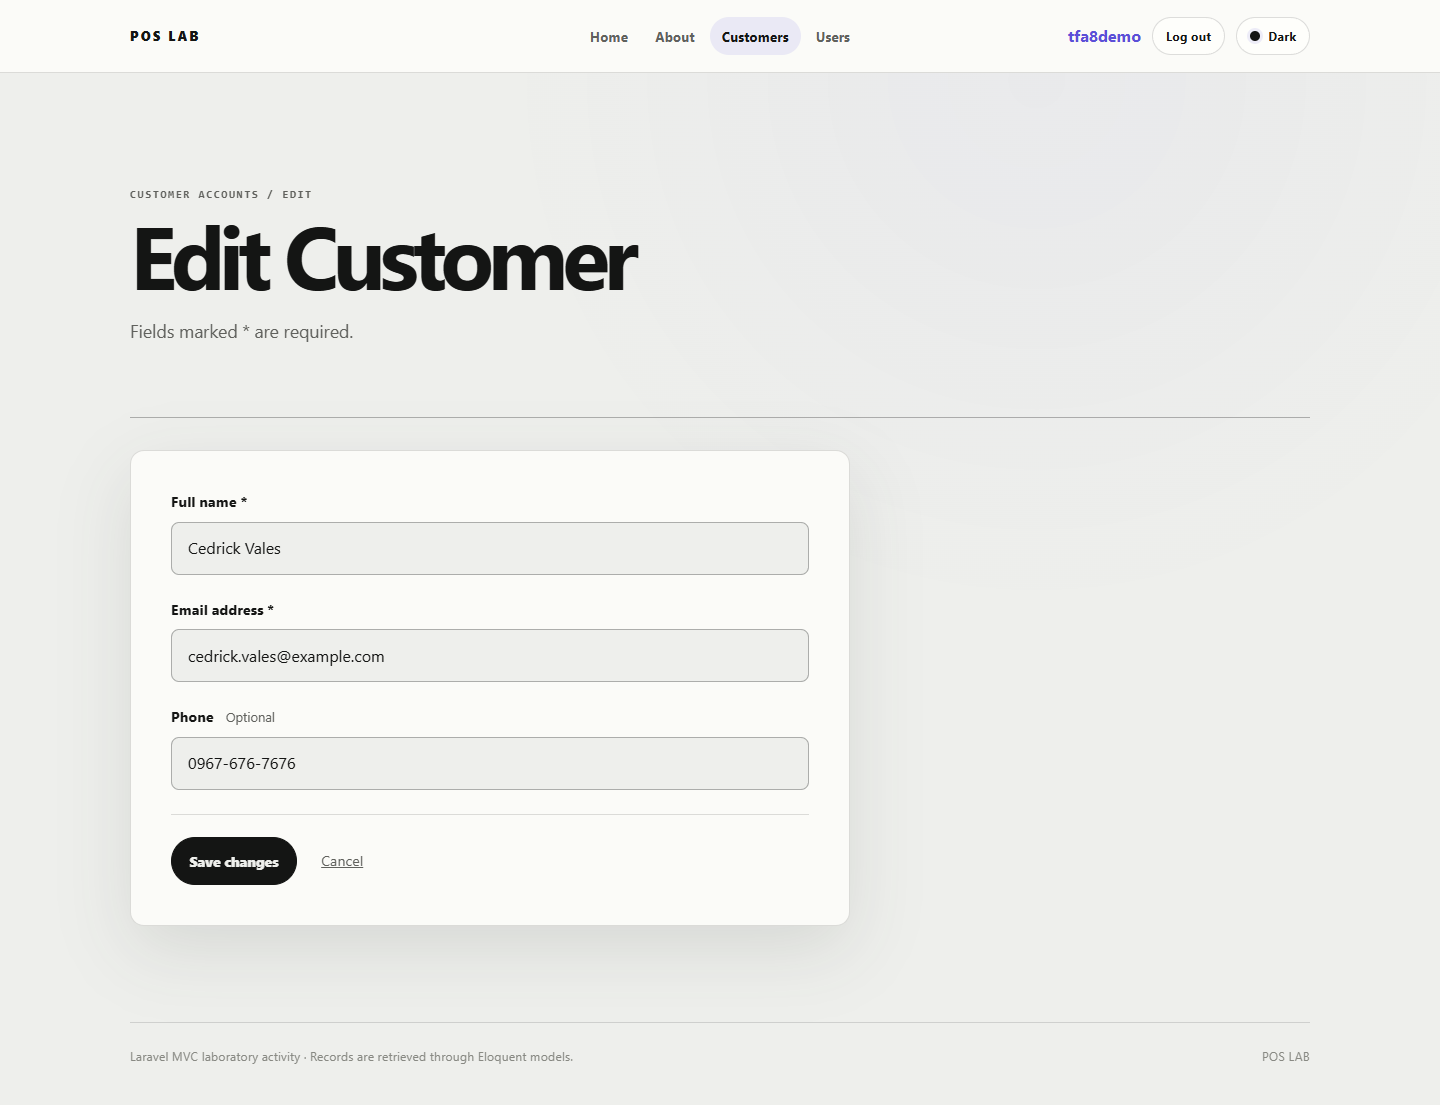 POS LAB
Home About Customers Users
tfa8demo Log out Dark
CUSTOMER ACCOUNTS / EDIT
Edit Customer
Fields marked * are required.
Full name *
Cedrick Vales
Email address *
cedrick.vales@example.com
Phone Optional
0967-676-7676
Save changes Cancel
Laravel MVC laboratory activity · Records are retrieved through Eloquent models.
POS LAB